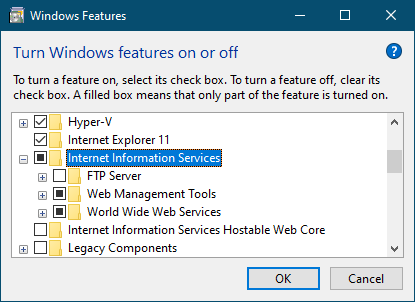 Windows Features
Turn Windows features on or off
?
To turn a feature on, select its check box. To turn a feature off, clear its
check box. A filled box means that only part of the feature is turned on.
Hyper-V
Internet Explorer 11
Internet Information Services
FTP Server
Web Management Tools
World Wide Web Services
Internet Information Services Hostable Web Core
Legacy Components
OK
Cancel